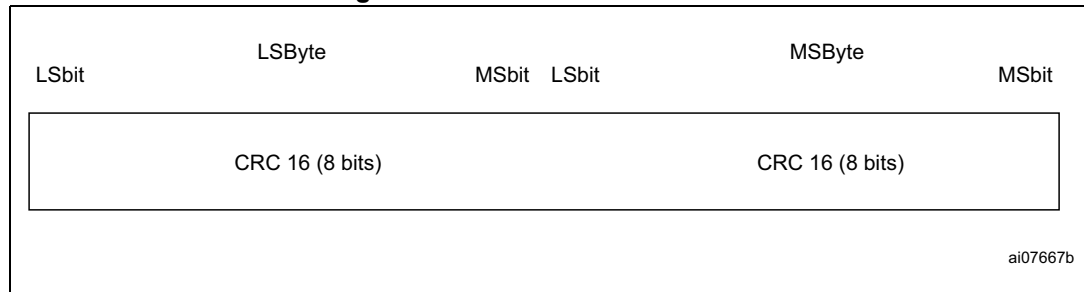 LSByte MSByte
LSbit MSbit LSbit MSbit
CRC 16 (8 bits) CRC 16 (8 bits)
ai07667b